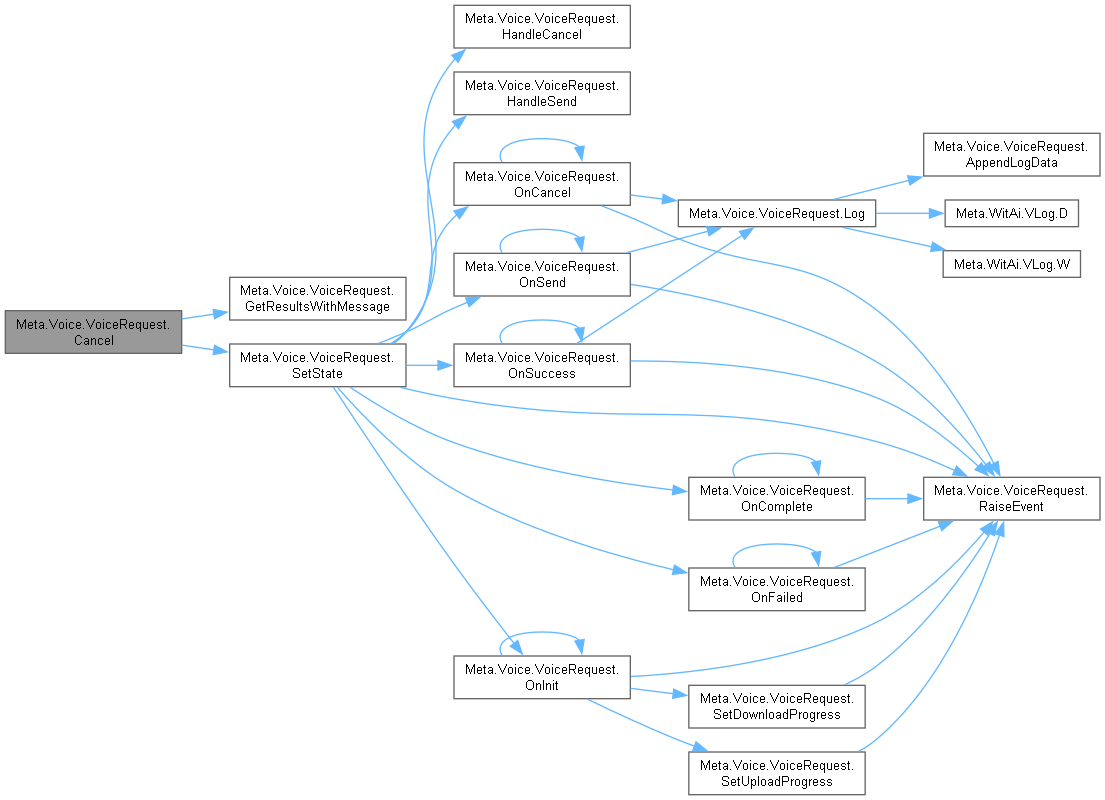 Meta.Voice.VoiceRequest.
HandleCancel
Meta.Voice.VoiceRequest.
HandleSend
Meta.Voice.VoiceRequest.
AppendLogData
Meta.Voice.VoiceRequest.
OnCancel
Meta.Voice.VoiceRequest.Log
Meta.WitAi.VLog.D
Meta.Voice.VoiceRequest.
OnSend
Meta.WitAi.VLog.W
Meta.Voice.VoiceRequest.
GetResultsWithMessage
Meta.Voice.VoiceRequest.
Cancel
Meta.Voice.VoiceRequest.
SetState
Meta.Voice.VoiceRequest.
OnSuccess
Meta.Voice.VoiceRequest.
OnComplete
Meta.Voice.VoiceRequest.
RaiseEvent
Meta.Voice.VoiceRequest.
OnFailed
Meta.Voice.VoiceRequest.
OnInit
Meta.Voice.VoiceRequest.
SetDownloadProgress
Meta.Voice.VoiceRequest.
SetUploadProgress